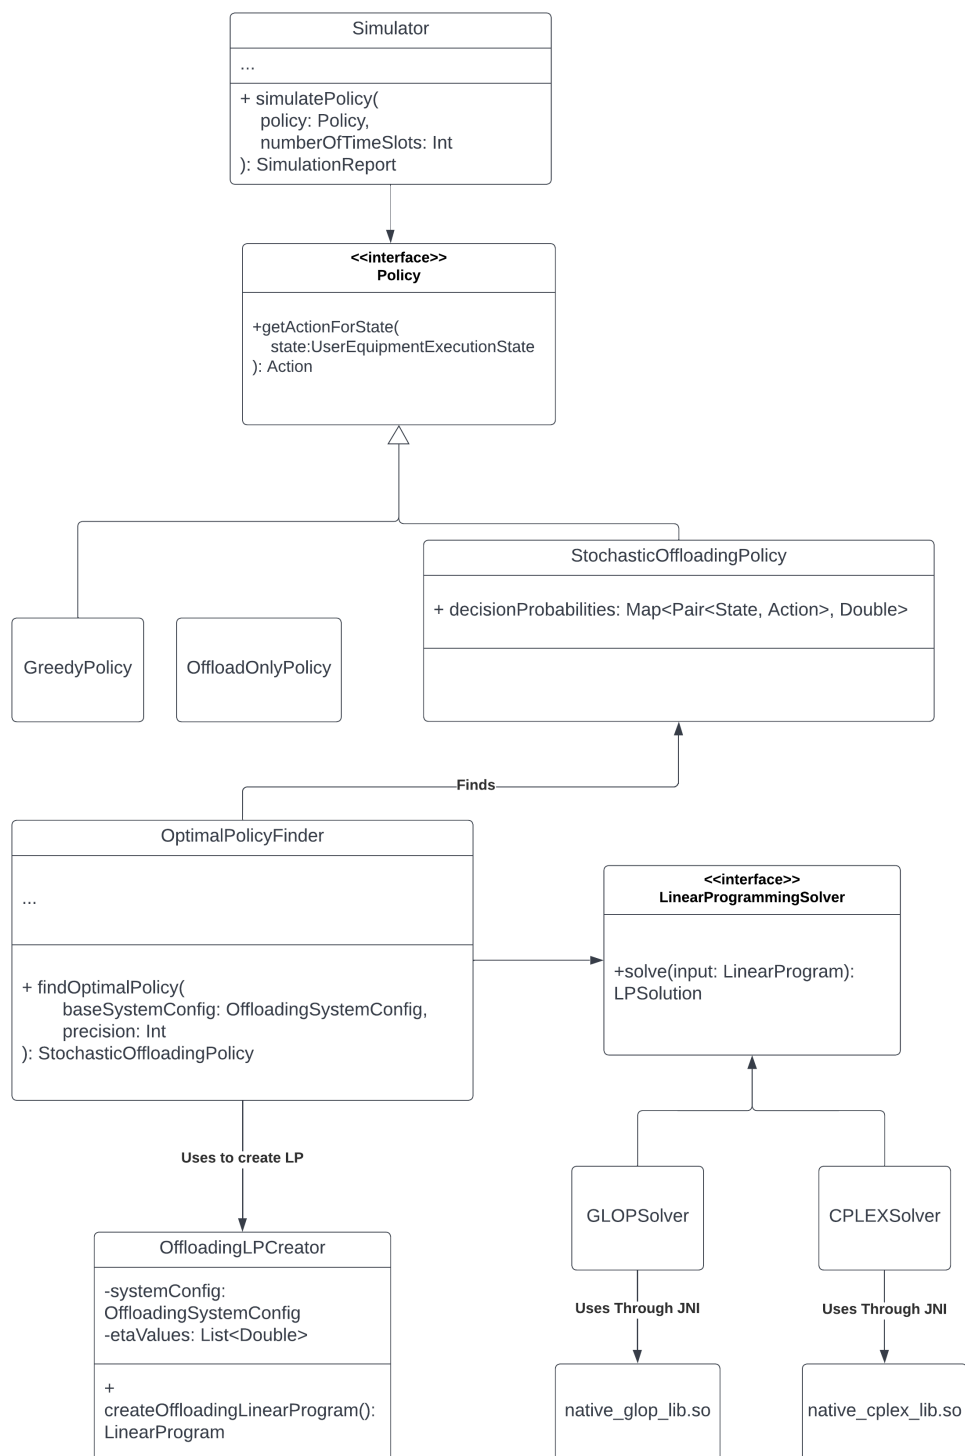 Simulator
...
+ simulatePolicy(
policy: Policy,
numberOfTimeSlots: Int
): SimulationReport
<<interface>>
Policy
+getActionForState(
state:UserEquipmentExecutionState
): Action
StochasticOffloadingPolicy
+ decisionProbabilities: Map<Pair<State, Action>, Double>
GreedyPolicy
OffloadOnlyPolicy
Finds
OptimalPolicyFinder
...
+ findOptimalPolicy(
baseSystemConfig: OffloadingSystemConfig,
precision: Int
): StochasticOffloadingPolicy
<<interface>>
LinearProgrammingSolver
+solve(input: LinearProgram):
LPSolution
Uses to create LP
GLOPSolver
CPLEXSolver
OffloadingLPCreator
-systemConfig:
OffloadingSystemConfig
-etaValues: List<Double>
+
createOffloadingLinearProgram():
LinearProgram
Uses Through JNI
Uses Through JNI
native_glop_lib.so
native_cplex_lib.so